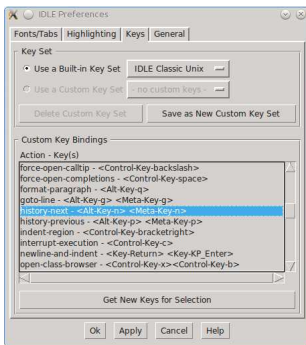 IDLE Preferences
Fonts/Tabs Highlighting Keys General
Key Set
Use a Built-in Key Set IDLE Classic Unix
Use a Custom Key Set - no custom keys -
Delete Custom Key Set Save as New Custom Key Set
Custom Key Bindings
Action - Key(s)
force-open-calltip - <Control-Key-backslash>
force-open-completions - <Control-Key-space>
format-paragraph - <Alt-Key-q>
goto-line - <Alt-Key-g> <Meta-Key-g>
history-next - <Alt-Key-n> <Meta-Key-n>
history-previous - <Alt-Key-p> <Meta-Key-p>
indent-region - <Control-Key-bracketright>
interrupt-execution - <Control-Key-c>
newline-and-indent - <Key-Return> <Key-KP_Enter>
open-class-browser - <Control-Key-x><Control-Key-b>
Get New Keys for Selection
Ok Apply Cancel Help